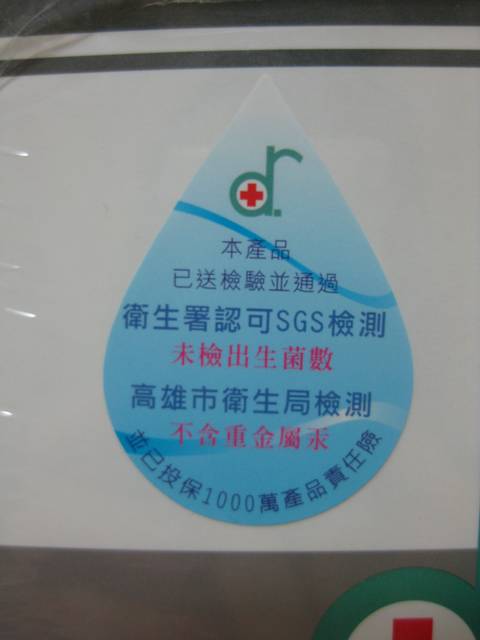 dr.
本產品
已送檢驗並通過
衛生署認可SGS檢測
未檢出生菌數
高雄市衛生局檢測
不含重金屬汞
並已投保1000萬產品責任險